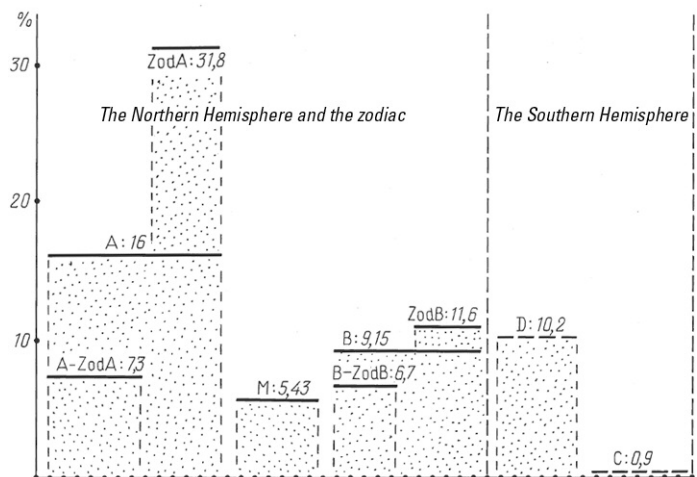 %
ZodA: 31,8
30
The Northern Hemisphere and the zodiac
The Southern Hemisphere
20
A: 16
ZodB: 11,6
D: 10,2
10
B: 9,15
A-ZodA: 7,3
B-ZodB: 6,7
M: 5,43
C: 0,9